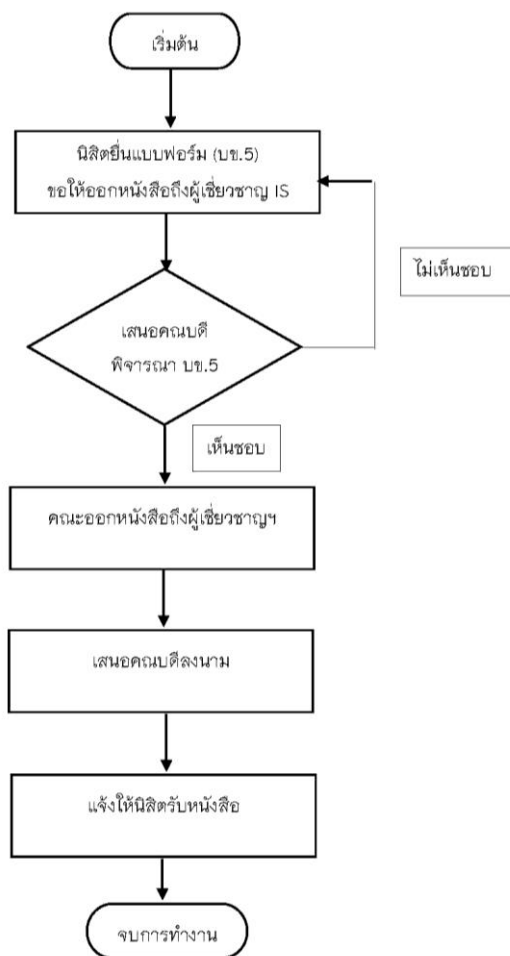 เริ่มต้น
นิสิตยื่นแบบฟอร์ม (บข.5)
ขอให้ออกหนังสือถึงผู้เชี่ยวชาญ IS
ไม่เห็นชอบ
เสนอคณบดี
พิจารณา บข.5
เห็นชอบ
คณะออกหนังสือถึงผู้เชี่ยวชาญฯ
เสนอคณบดีลงนาม
แจ้งให้นิสิตรับหนังสือ
จบการทำงาน